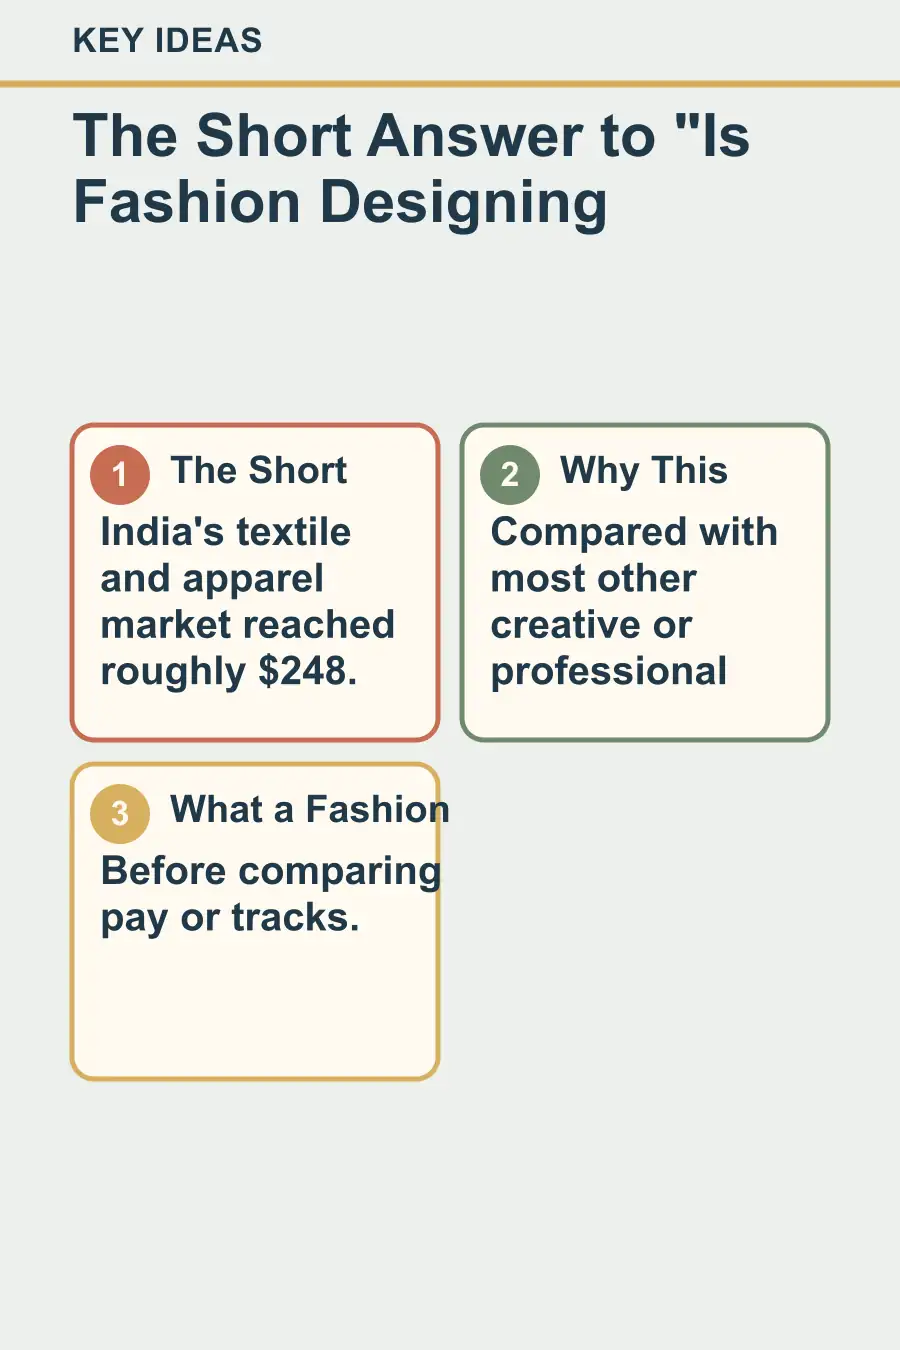 KEY IDEAS
The Short Answer to "Is
Fashion Designing
1
The Short
India's textile
and apparel
market reached
roughly $248.
2
Why This
Compared with
most other
creative or
professional
3
What a Fashion
Before comparing
pay or tracks.